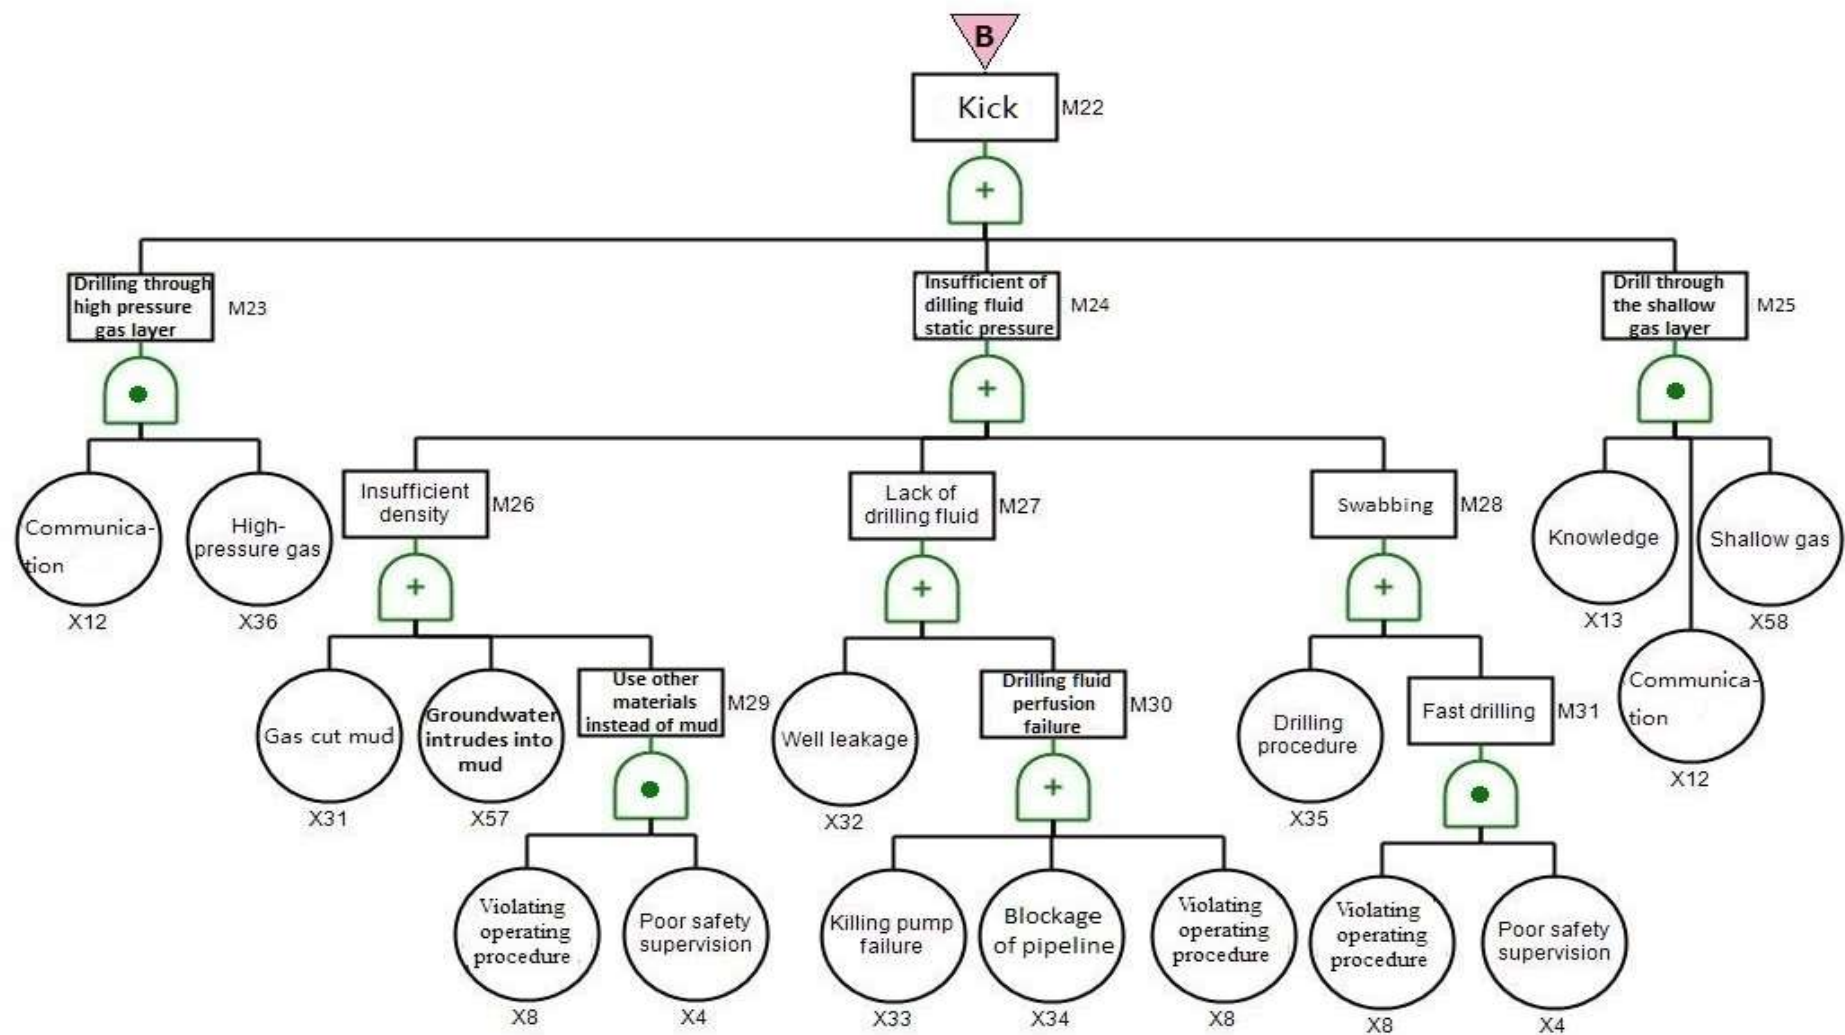 B
Kick
M22
+
Drilling through
high pressure
gas layer
M23
Insufficient of
dilling fluid
static pressure
M24
Drill through
the shallow
gas layer
M25
+
Communica-
tion
X12
High-
pressure gas
X36
Insufficient
density
M26
Lack of
drilling fluid
M27
Swabbing
M28
Knowledge
X13
Shallow gas
X58
Communica-
tion
X12
+
+
+
Gas cut mud
X31
Groundwater
intrudes into
mud
X57
Use other
materials
instead of mud
M29
Well leakage
X32
Drilling fluid
perfusion
failure
M30
Drilling
procedure
X35
Fast drilling
M31
+
Violating
operating
procedure
X8
Poor safety
supervision
X4
Killing pump
failure
X33
Blockage
of pipeline
X34
Violating
operating
procedure
X8
Violating
operating
procedure
X8
Poor safety
supervision
X4